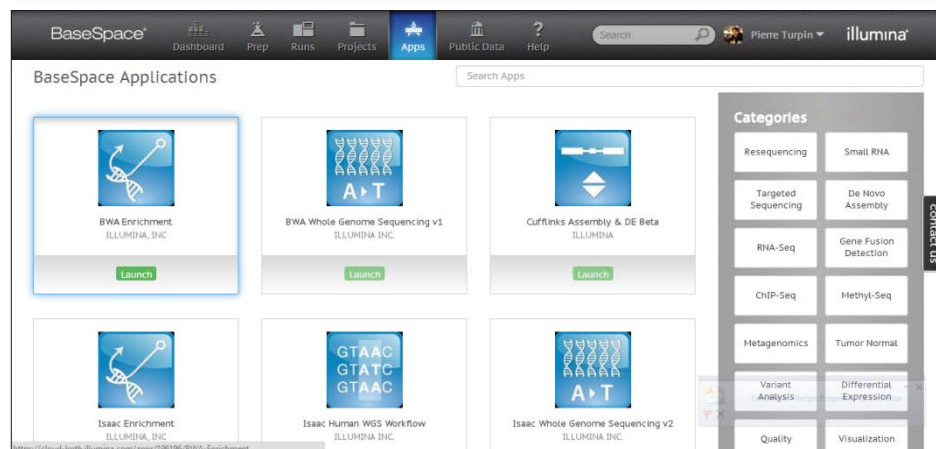 BaseSpace®
Dashboard
Prep
Runs
Projects
Apps
Public Data
?
Help
Search
Pierre Turpin
illumina®
BaseSpace Applications
Search Apps
BWA Enrichment
ILLUMINA, INC
Launch
A T
BWA Whole Genome Sequencing v1
ILLUMINA INC.
Launch
Cufflinks Assembly & DE Beta
ILLUMINA
Launch
Isaac Enrichment
ILLUMINA, INC
GTAAC
GTATC
GTAAC
Isaac Human WGS Workflow
ILLUMINA INC.
A T
Isaac Whole Genome Sequencing v2
ILLUMINA INC.
Categories
Resequencing
Small RNA
Targeted
Sequencing
De Novo
Assembly
RNA-Seq
Gene Fusion
Detection
ChIP-Seq
Methyl-Seq
Metagenomics
Tumor Normal
Variant
Analysis
Differential
Expression
Quality
Visualization
contact us